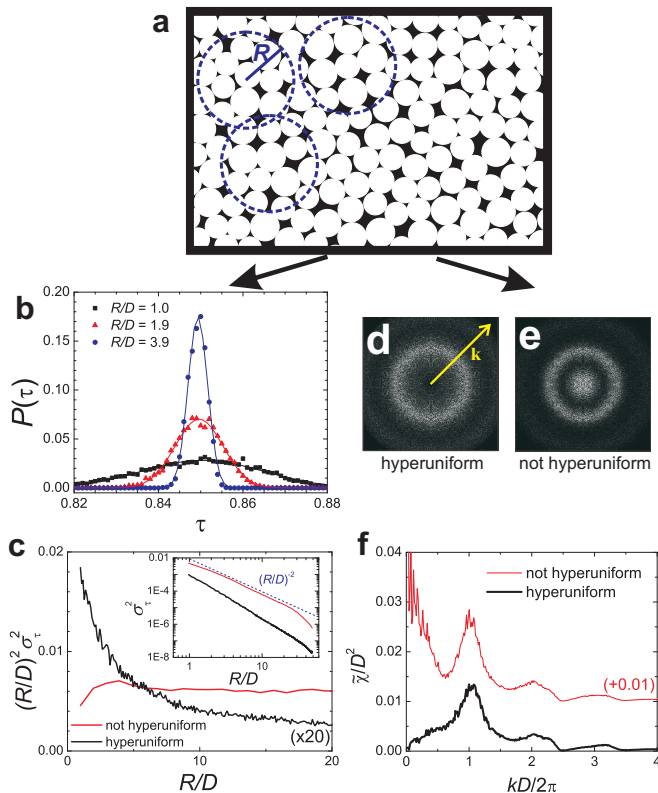 a
R
b
0.20
0.15
0.10
0.05
0.00
P(τ)
R/D = 1.0
R/D = 1.9
R/D = 3.9
0.82 0.84 0.86 0.88
τ
d
k
hyperuniform
e
not hyperuniform
c
0.02
0.01
0.00
(R/D)² σ²τ
0.01
1E-4
1E-6
1E-8
σ²τ
(R/D)⁻²
1 10
R/D
not hyperuniform
hyperuniform
(x20)
0 10 20
R/D
f
0.04
0.03
0.02
0.01
0.00
χ̃/D²
not hyperuniform
hyperuniform
(+0.01)
0 1 2 3 4
kD/2π